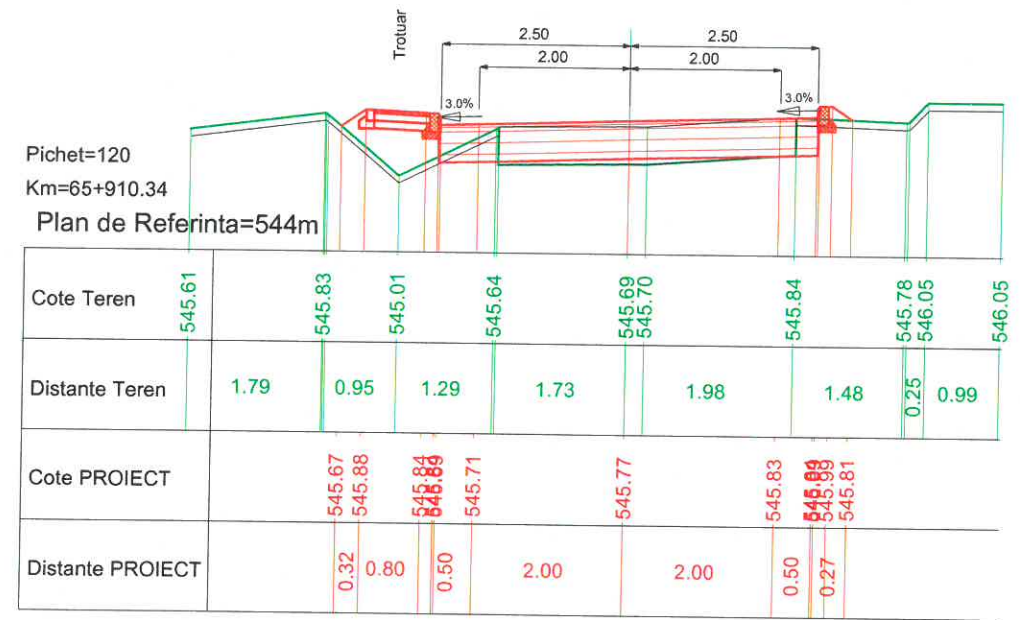 Trotuar
2.50 2.50
2.00 2.00
3.0% 3.0%
Pichet=120
Km=65+910.34
Plan de Referinta=544m
Cote Teren 545.61 545.83 545.01 545.64 545.69 545.70 545.84 545.78 546.05 546.05
Distante Teren 1.79 0.95 1.29 1.73 1.98 1.48 0.25 0.99
Cote PROIECT 545.67 545.88 545.84 545.71 545.77 545.83 545.99 545.81
Distante PROIECT 0.32 0.80 0.50 2.00 2.00 0.50 0.27